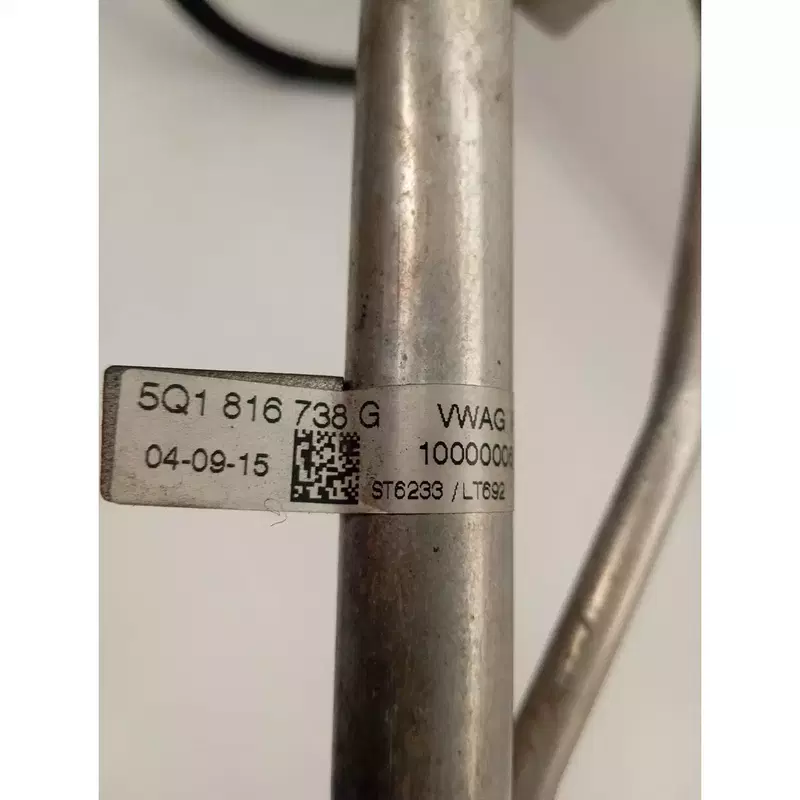 5Q1 816 738 G VWAG
04-09-15 10000006
ST6233 / LT692